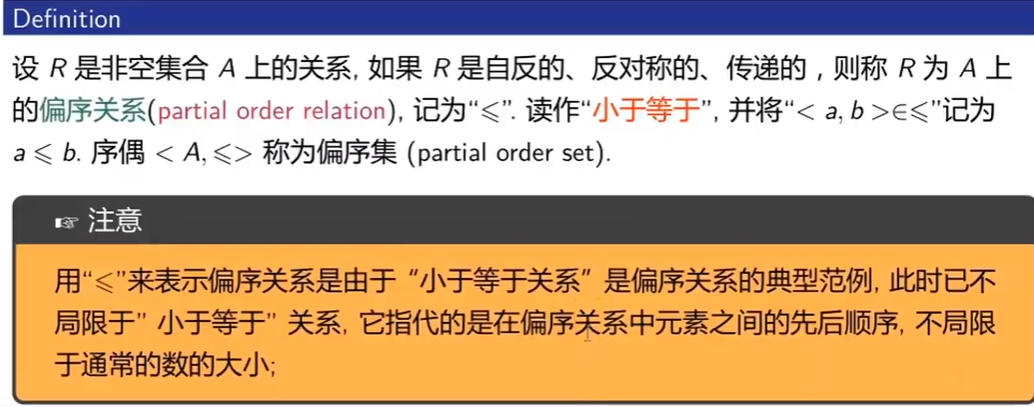 Definition
设 R 是非空集合 A 上的关系, 如果 R 是自反的、反对称的、传递的，则称 R 为 A 上
的偏序关系(partial order relation), 记为“⩽”. 读作“小于等于”, 并将“< a, b >∈⩽”记为
a ⩽ b. 序偶 < A, ⩽> 称为偏序集 (partial order set).
☞ 注意
用“⩽”来表示偏序关系是由于“小于等于关系”是偏序关系的典型范例, 此时已不
局限于” 小于等于” 关系, 它指代的是在偏序关系中元素之间的先后顺序, 不局限
于通常的数的大小;